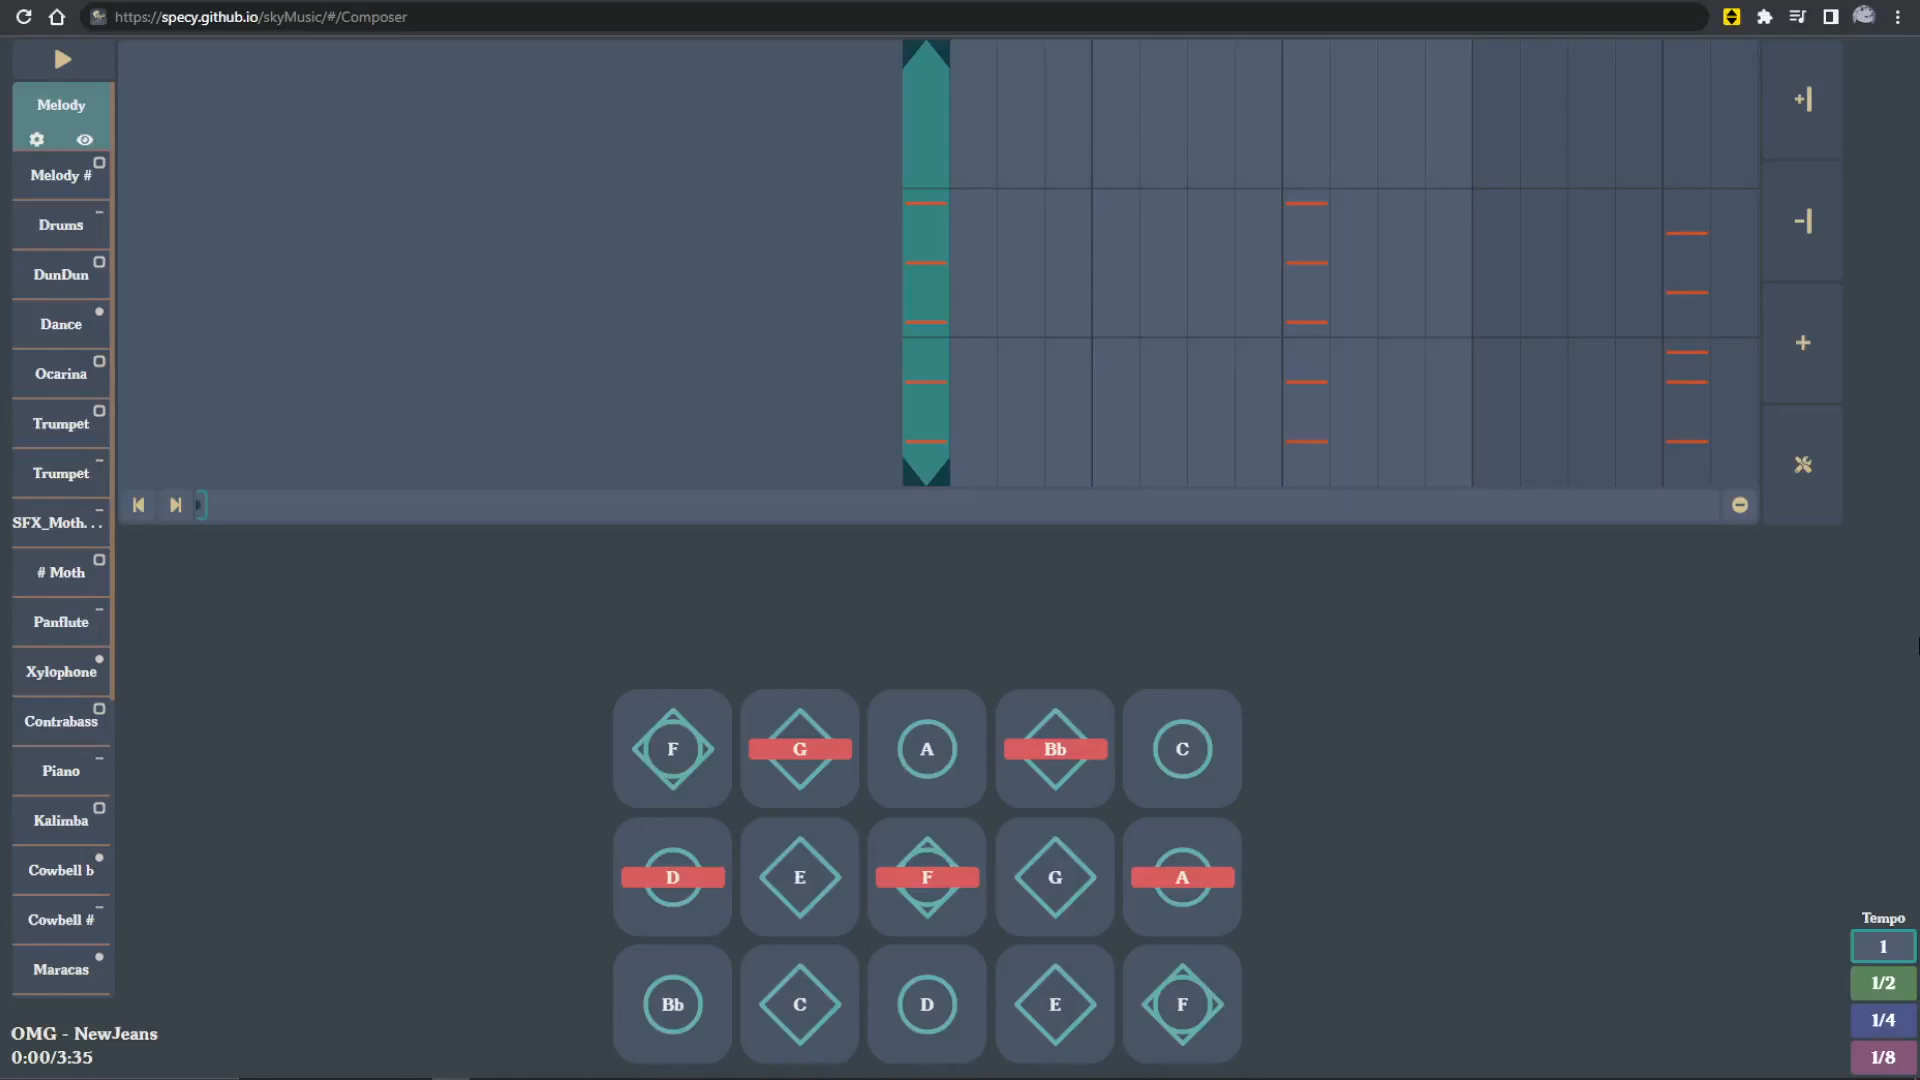 https://specy.github.io/skyMusic/#/Composer
Melody
Melody #
Drums
DunDun
Dance
Ocarina
Trumpet
Trumpet
SFX_Moth...
# Moth
Panflute
Xylophone
Contrabass
Piano
Kalimba
Cowbell b
Cowbell #
Maracas
F G A Bb C
D E F G A
Bb C D E F
Tempo
1
1/2
1/4
1/8
OMG - NewJeans
0:00/3:35